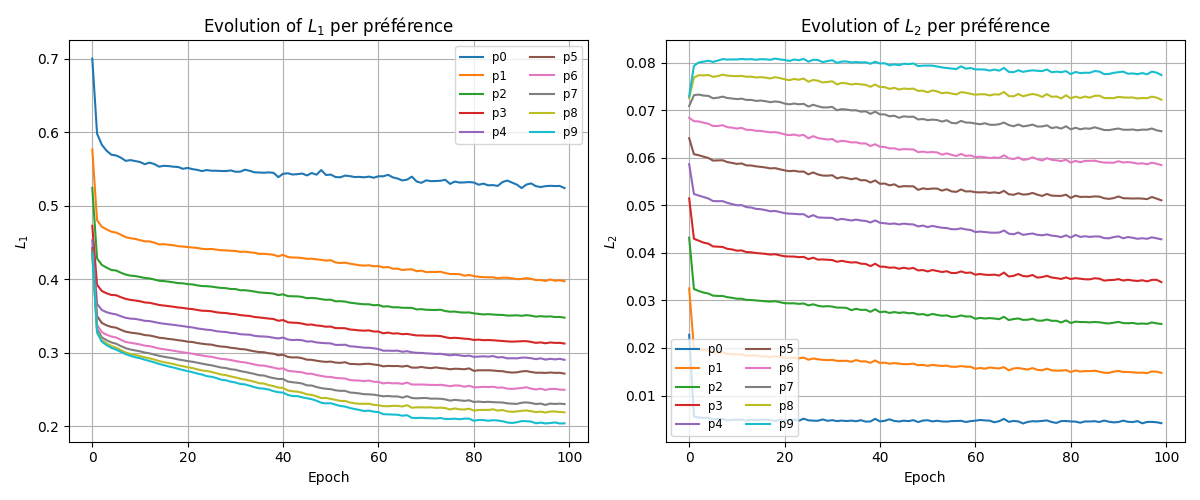 Evolution of L₁ per préférence
L₁
0.7
0.6
0.5
0.4
0.3
0.2
0 20 40 60 80 100
Epoch
p0 p5
p1 p6
p2 p7
p3 p8
p4 p9
Evolution of L₂ per préférence
L₂
0.08
0.07
0.06
0.05
0.04
0.03
0.02
0.01
0 20 40 60 80 100
Epoch
p0 p5
p1 p6
p2 p7
p3 p8
p4 p9